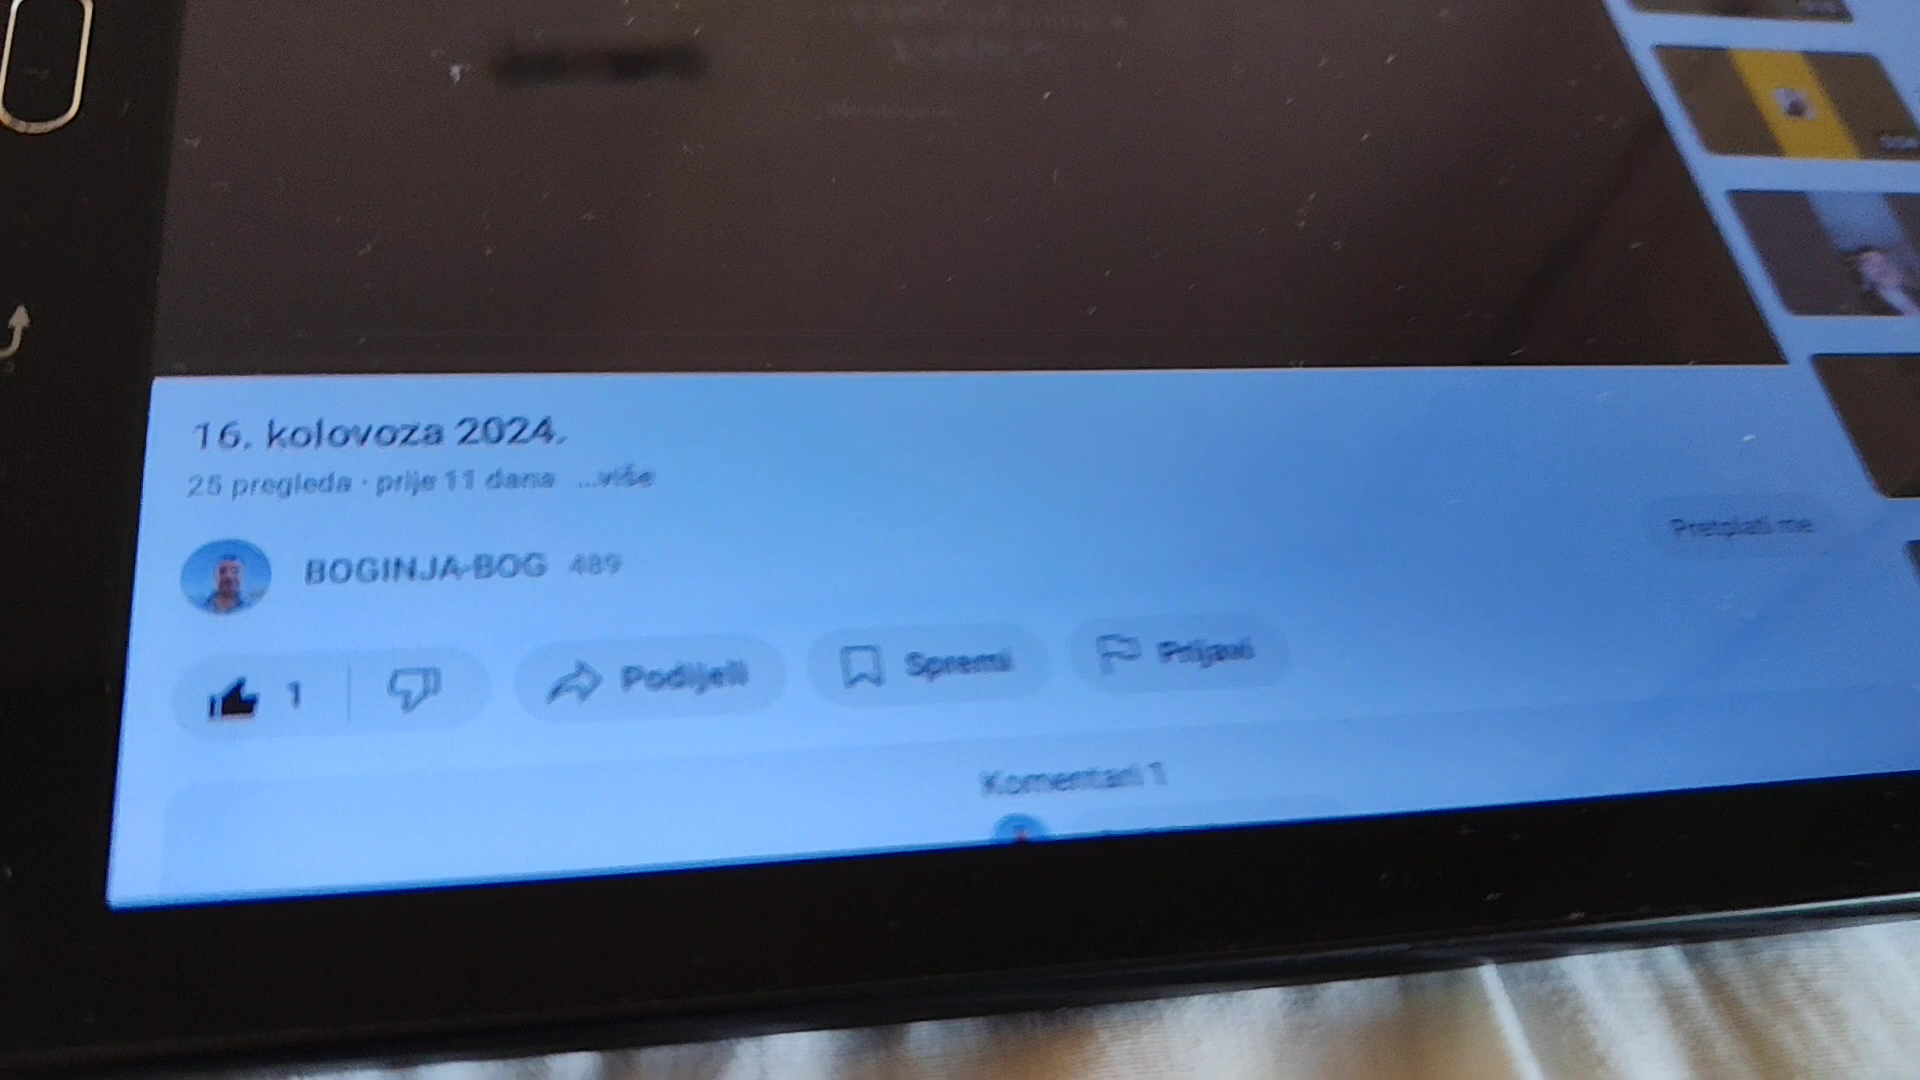 16. kolovoza 2024.
25 pregleda · prije 11 dana ...više
BOGINJA-BOG 489
Pretplati me
1
Podijeli
Spremi
Prijavi
Komentari 1